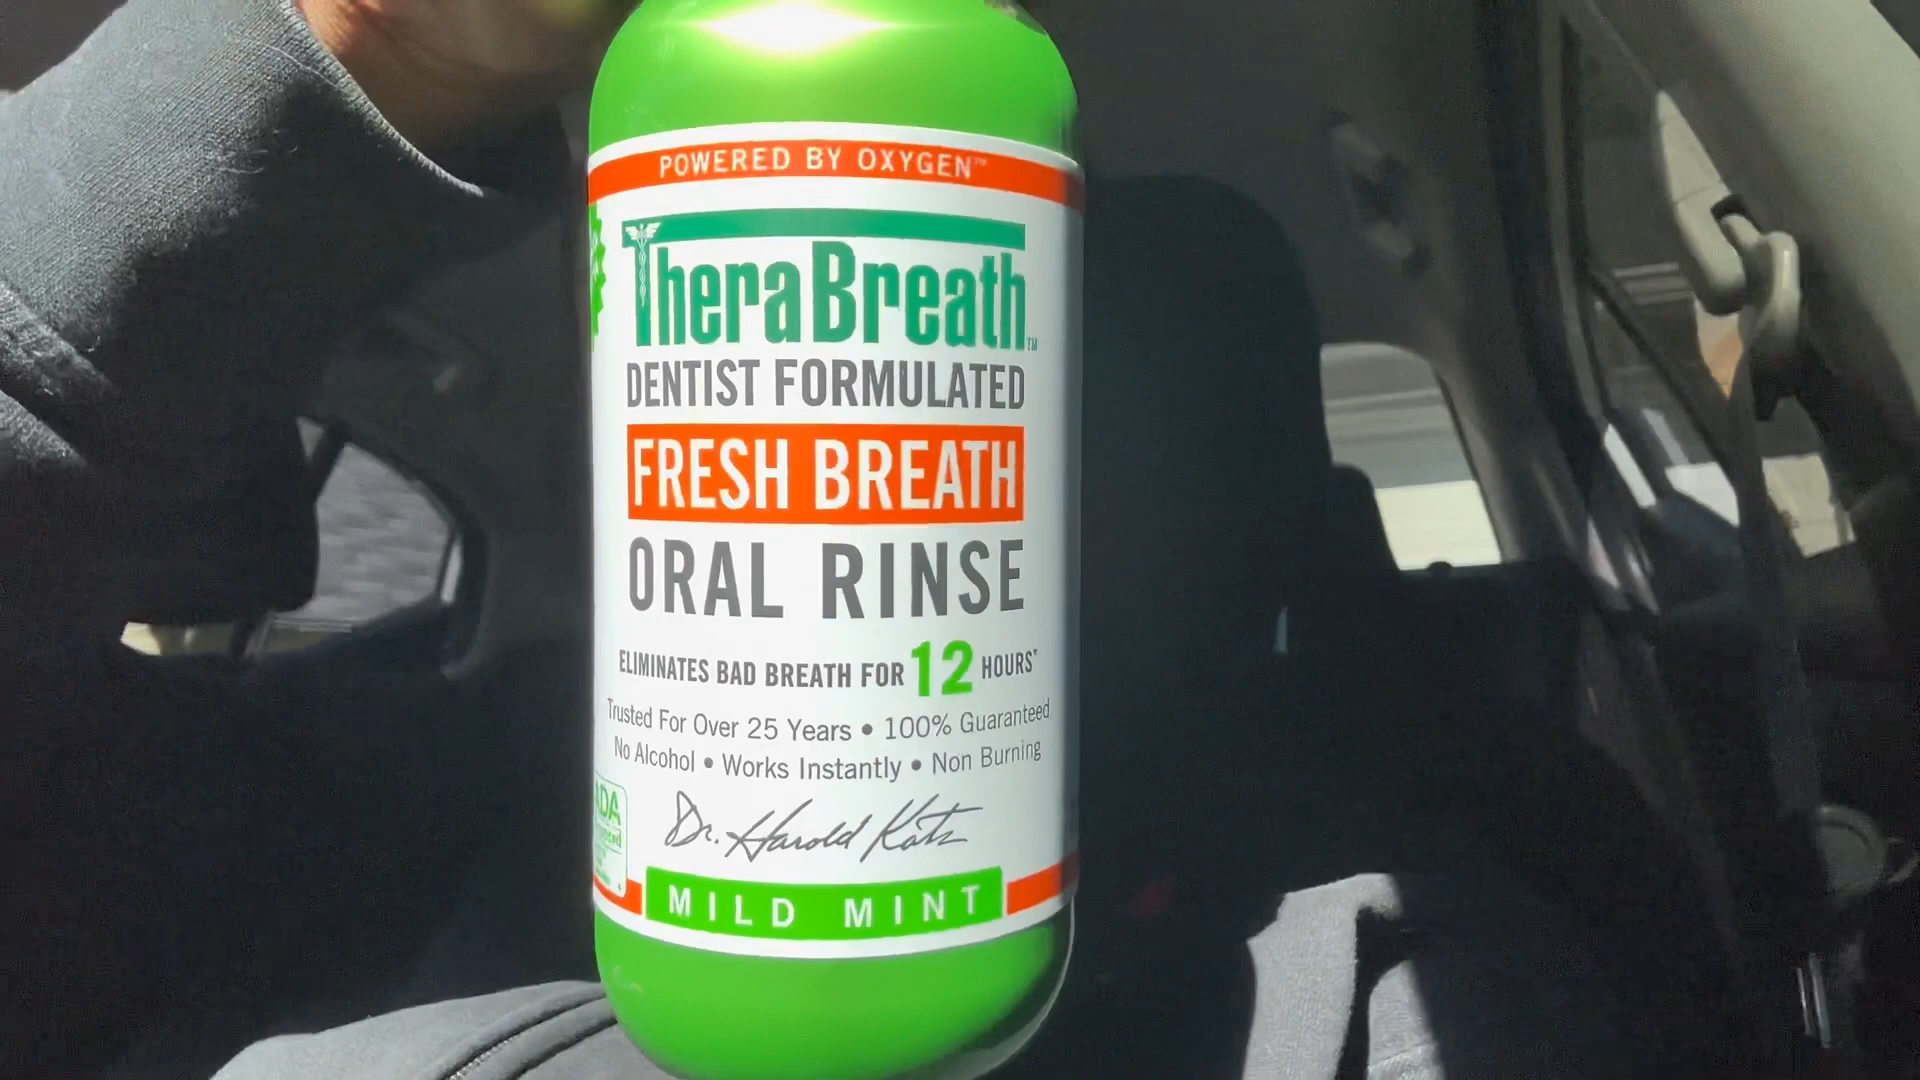 POWERED BY OXYGEN™
TheraBreath™
DENTIST FORMULATED
FRESH BREATH
ORAL RINSE
ELIMINATES BAD BREATH FOR 12 HOURS*
Trusted For Over 25 Years • 100% Guaranteed
No Alcohol • Works Instantly • Non Burning
Dr. Harold Katz
MILD MINT